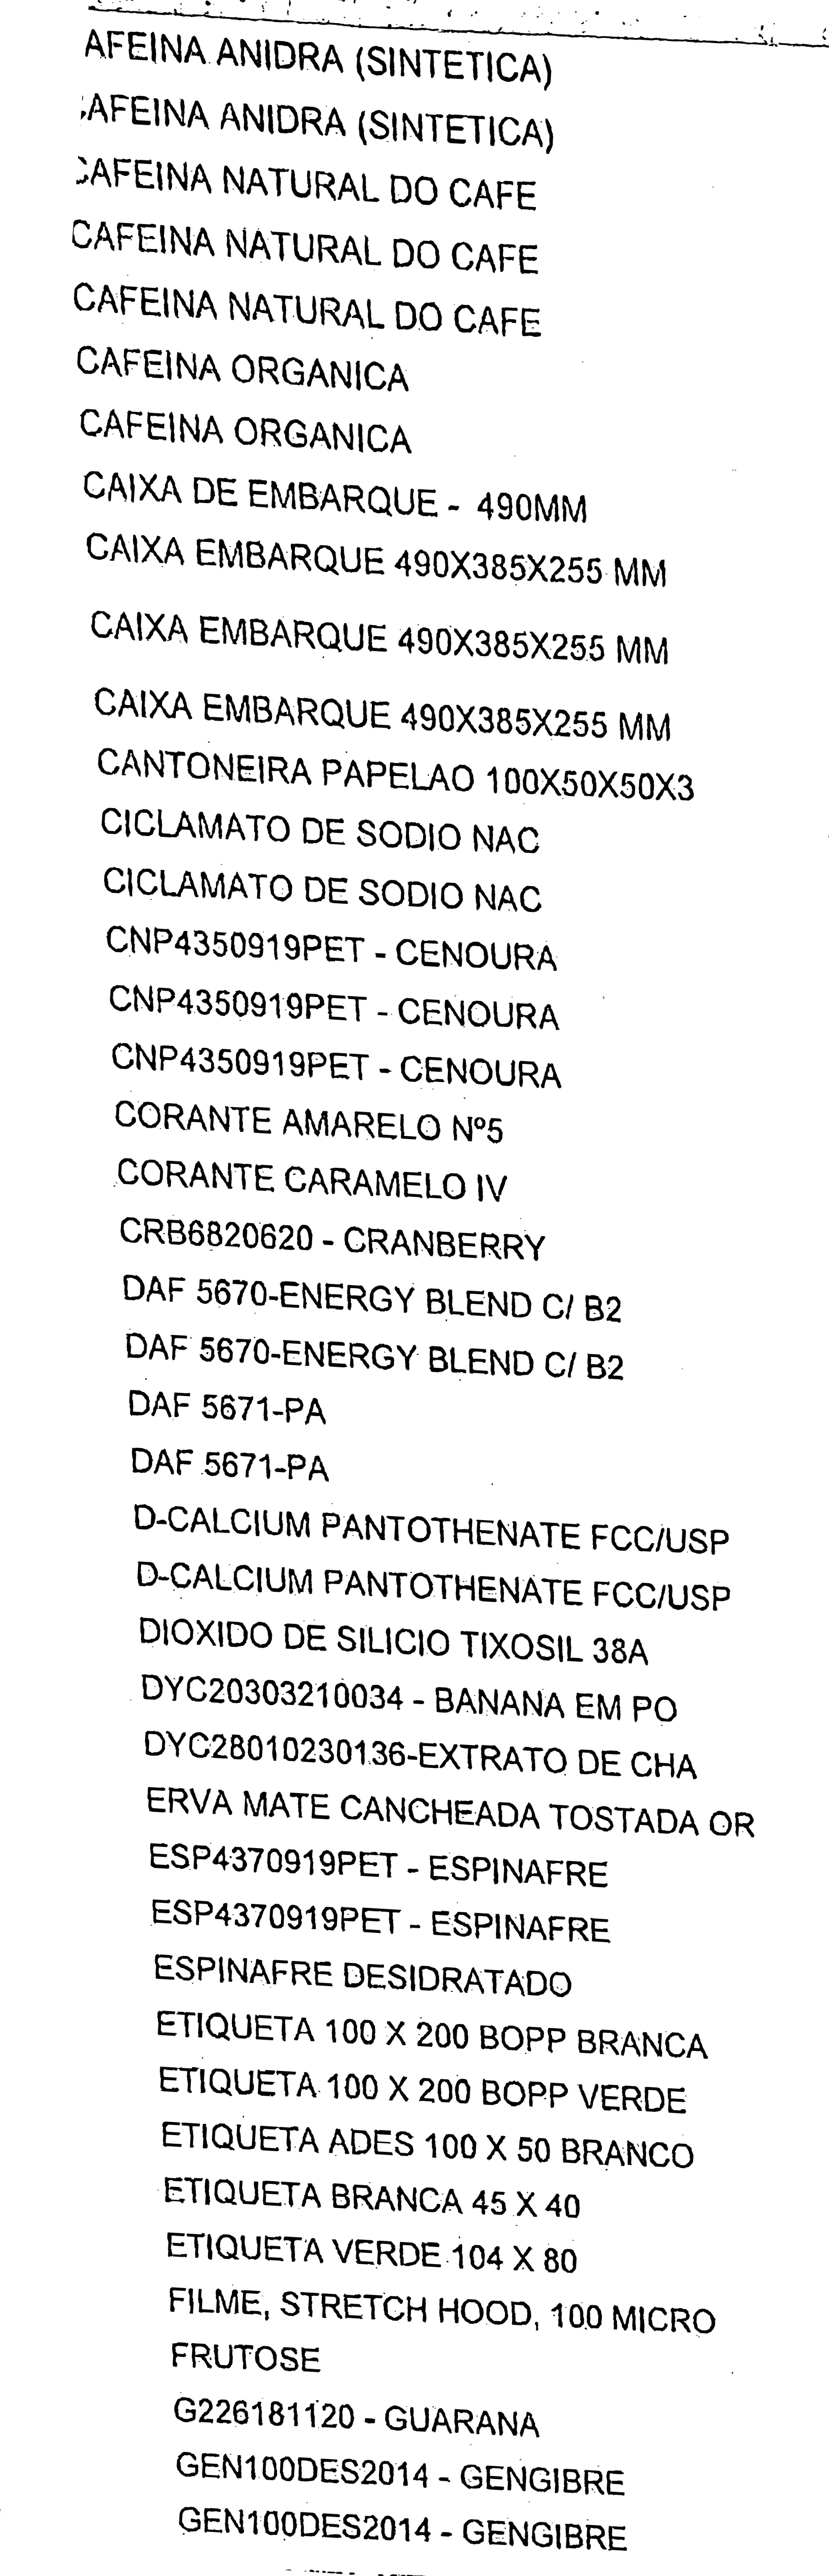 AFEINA ANIDRA (SINTETICA)
CAFEINA ANIDRA (SINTETICA)
CAFEINA NATURAL DO CAFE
CAFEINA NATURAL DO CAFE
CAFEINA NATURAL DO CAFE
CAFEINA ORGANICA
CAFEINA ORGANICA
CAIXA DE EMBARQUE - 490MM
CAIXA EMBARQUE 490X385X255 MM
CAIXA EMBARQUE 490X385X255 MM
CAIXA EMBARQUE 490X385X255 MM
CANTONEIRA PAPELAO 100X50X50X3
CICLAMATO DE SODIO NAC
CICLAMATO DE SODIO NAC
CNP4350919PET - CENOURA
CNP4350919PET - CENOURA
CNP4350919PET - CENOURA
CORANTE AMARELO Nº5
CORANTE CARAMELO IV
CRB6820620 - CRANBERRY
DAF 5670-ENERGY BLEND C/ B2
DAF 5670-ENERGY BLEND C/ B2
DAF 5671-PA
DAF 5671-PA
D-CALCIUM PANTOTHENATE FCC/USP
D-CALCIUM PANTOTHENATE FCC/USP
DIOXIDO DE SILICIO TIXOSIL 38A
DYC20303210034 - BANANA EM PO
DYC28010230136-EXTRATO DE CHA
ERVA MATE CANCHEADA TOSTADA OR
ESP4370919PET - ESPINAFRE
ESP4370919PET - ESPINAFRE
ESPINAFRE DESIDRATADO
ETIQUETA 100 X 200 BOPP BRANCA
ETIQUETA 100 X 200 BOPP VERDE
ETIQUETA ADES 100 X 50 BRANCO
ETIQUETA BRANCA 45 X 40
ETIQUETA VERDE 104 X 80
FILME, STRETCH HOOD, 100 MICRO
FRUTOSE
G226181120 - GUARANA
GEN100DES2014 - GENGIBRE
GEN100DES2014 - GENGIBRE